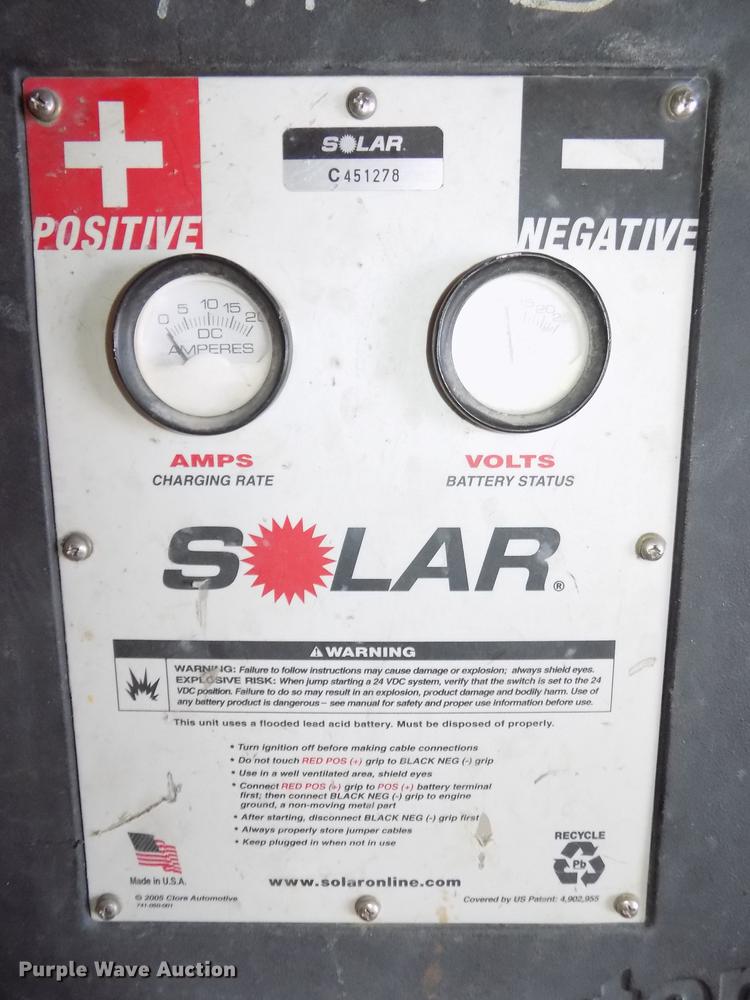 SOLAR
C451278
POSITIVE
NEGATIVE
0 5 10 15
DC
AMPERES
AMPS
CHARGING RATE
VOLTS
BATTERY STATUS
SOLAR®
WARNING
WARNING: Failure to follow instructions may cause damage or explosion; always shield eyes.
EXPLOSIVE RISK: When jump starting a 24 VDC system, verify that the switch is set to the 24
VDC position. Failure to do so may result in an explosion, product damage and bodily harm. Use of
any battery product is dangerous – see manual for safety and proper use information before use.
This unit uses a flooded lead acid battery. Must be disposed of properly.
• Turn ignition off before making cable connections
• Do not touch RED POS (+) grip to BLACK NEG (-) grip
• Use in a well ventilated area, shield eyes
• Connect RED POS (+) grip to POS (+) battery terminal
first; then connect BLACK NEG (-) grip to engine
ground, a non-moving metal part
• After starting, disconnect BLACK NEG (-) grip first
• Always properly store jumper cables
• Keep plugged in when not in use
RECYCLE
Pb
Made in U.S.A.
www.solaronline.com
© 2005 Clore Automotive
741-050-001
Covered by US Patent: 4,902,955
Purple Wave Auction